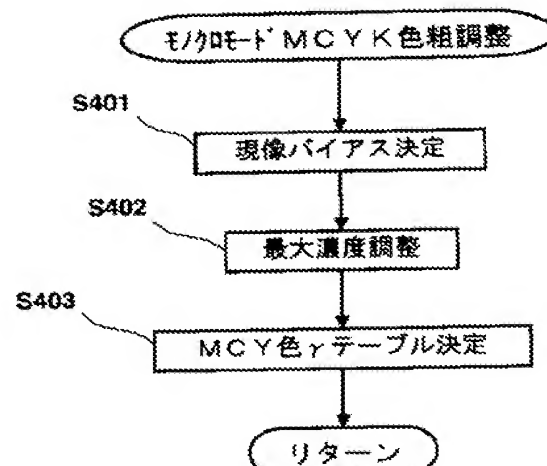 モノクロモードMCYK色粗調整
S401
現像バイアス決定
S402
最大濃度調整
S403
MCY色γテーブル決定
リターン